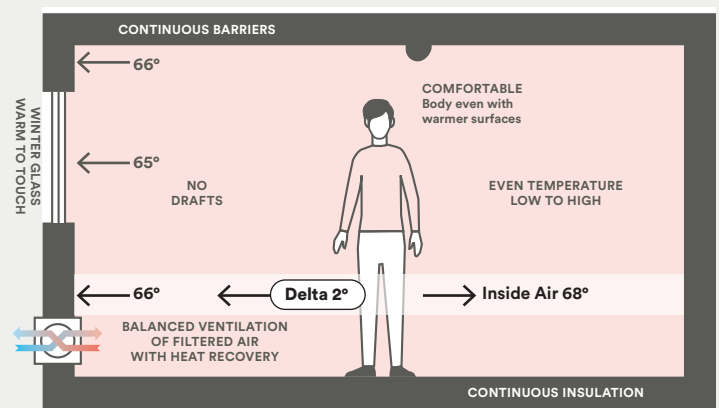 CONTINUOUS BARRIERS
66°
COMFORTABLE
Body even with
warmer surfaces
WINTER GLASS
WARM TO TOUCH
65°
NO
DRAFTS
EVEN TEMPERATURE
LOW TO HIGH
66°
Delta 2°
Inside Air 68°
BALANCED VENTILATION
OF FILTERED AIR
WITH HEAT RECOVERY
CONTINUOUS INSULATION